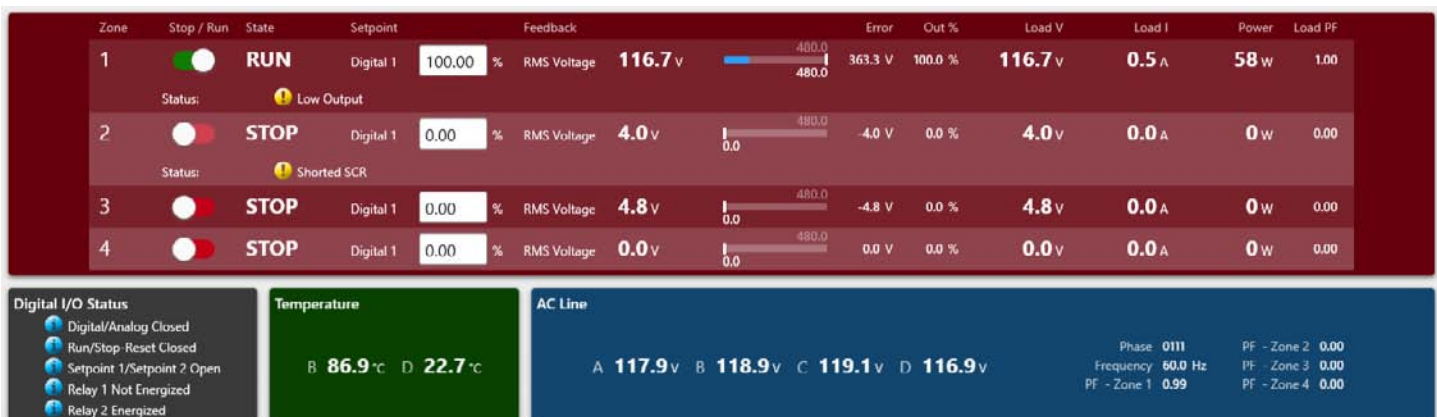 Zone Stop / Run State Setpoint Feedback Error Out % Load V Load I Power Load PF
1 RUN Digital 1 100.00 % RMS Voltage 116.7 V 480.0 480.0 363.3 V 100.0 % 116.7 V 0.5 A 58 W 1.00
Status: Low Output
2 STOP Digital 1 0.00 % RMS Voltage 4.0 V 480.0 0.0 -4.0 V 0.0 % 4.0 V 0.0 A 0 W 0.00
Status: Shorted SCR
3 STOP Digital 1 0.00 % RMS Voltage 4.8 V 480.0 0.0 -4.8 V 0.0 % 4.8 V 0.0 A 0 W 0.00
4 STOP Digital 1 0.00 % RMS Voltage 0.0 V 480.0 0.0 0.0 V 0.0 % 0.0 V 0.0 A 0 W 0.00
Digital I/O Status
Digital/Analog Closed
Run/Stop-Reset Closed
Setpoint 1/Setpoint 2 Open
Relay 1 Not Energized
Relay 2 Energized
Temperature
B 86.9 °C D 22.7 °C
AC Line
A 117.9 V B 118.9 V C 119.1 V D 116.9 V
Phase 0111
Frequency 60.0 Hz
PF - Zone 1 0.99
PF - Zone 2 0.00
PF - Zone 3 0.00
PF - Zone 4 0.00